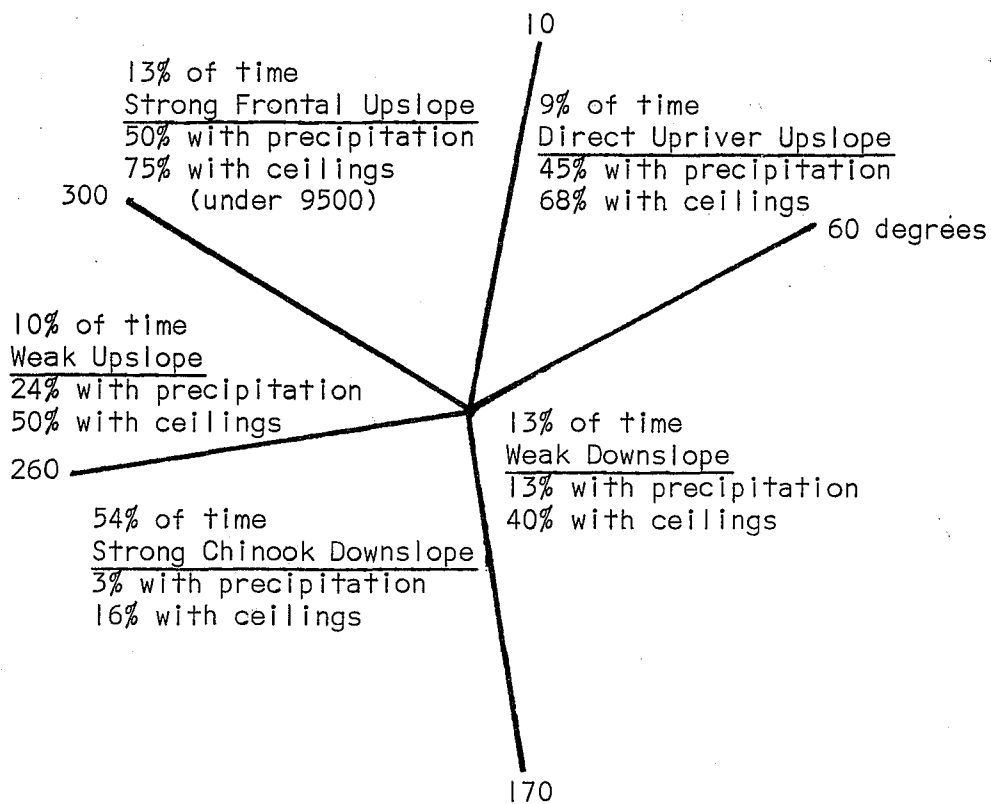 10
13% of time
Strong Frontal Upslope
50% with precipitation
75% with ceilings
(under 9500)
9% of time
Direct Upriver Upslope
45% with precipitation
68% with ceilings
300
60 degrees
10% of time
Weak Upslope
24% with precipitation
50% with ceilings
260
13% of time
Weak Downslope
13% with precipitation
40% with ceilings
54% of time
Strong Chinook Downslope
3% with precipitation
16% with ceilings
170